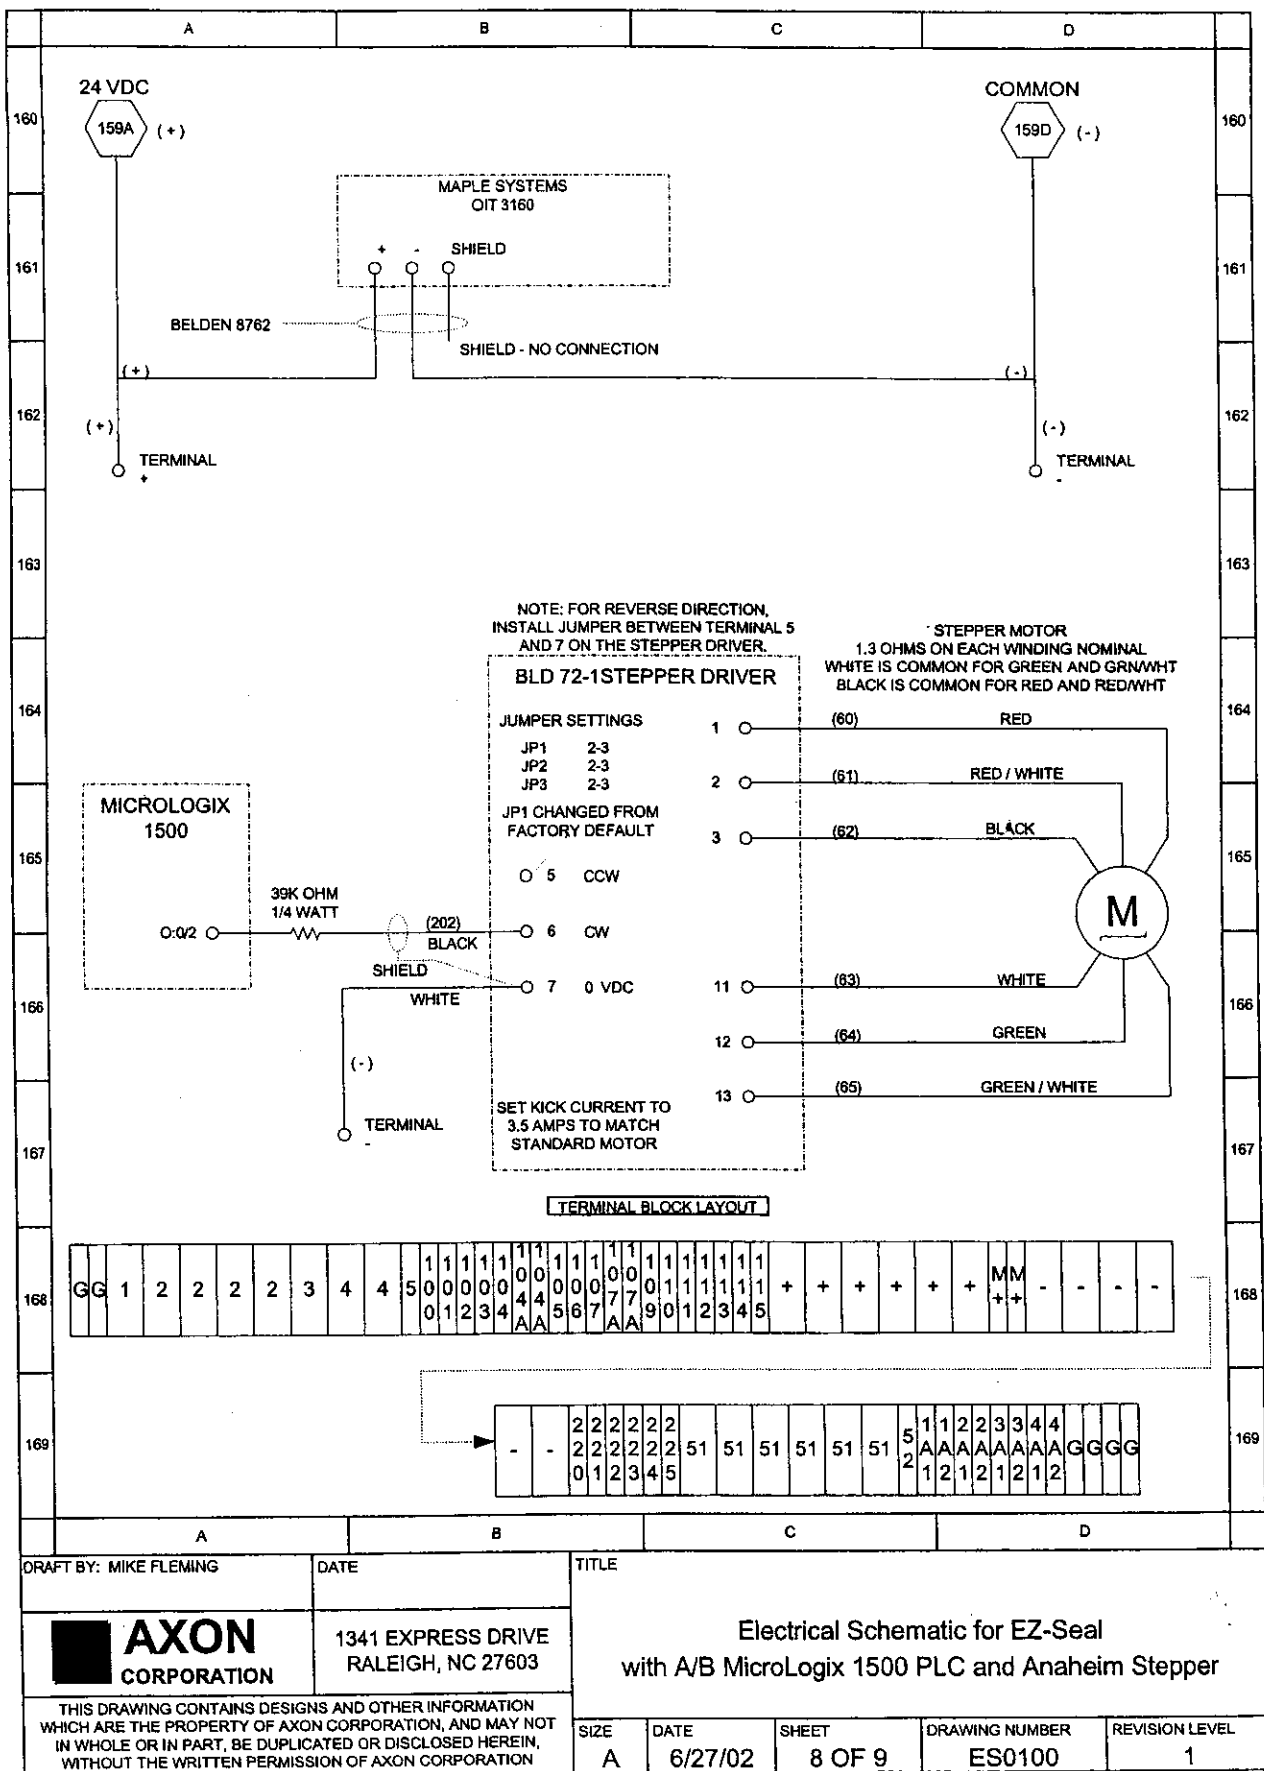 A B C D
24 VDC
COMMON
160
159A (+)
159D (-)
160
MAPLE SYSTEMS
OIT 3160
+ - SHIELD
161
161
BELDEN 8762
SHIELD - NO CONNECTION
(+)
(-)
162
(+)
(-)
162
TERMINAL
+
TERMINAL
-
163
163
NOTE: FOR REVERSE DIRECTION,
INSTALL JUMPER BETWEEN TERMINAL 5
AND 7 ON THE STEPPER DRIVER.
STEPPER MOTOR
1.3 OHMS ON EACH WINDING NOMINAL
WHITE IS COMMON FOR GREEN AND GRN/WHT
BLACK IS COMMON FOR RED AND RED/WHT
BLD 72-1STEPPER DRIVER
164
164
JUMPER SETTINGS
JP1 2-3
JP2 2-3
JP3 2-3
JP1 CHANGED FROM
FACTORY DEFAULT
1 (60) RED
2 (61) RED / WHITE
3 (62) BLACK
MICROLOGIX
1500
165
165
5 CCW
39K OHM
1/4 WATT
M
O:0/2
(202)
BLACK
6 CW
SHIELD
WHITE
7 0 VDC
11 (63) WHITE
166
166
12 (64) GREEN
(-)
13 (65) GREEN / WHITE
SET KICK CURRENT TO
3.5 AMPS TO MATCH
STANDARD MOTOR
TERMINAL
-
167
167
TERMINAL BLOCK LAYOUT
168
G G 1 2 2 2 2 3 4 4 5 100 101 102 103 104 104A 104A 105 106 107 107A 107A 109 110 111 112 113 114 115 + + + + + + M+ M+ - - - -
168
169
- - 220 221 222 223 224 225 51 51 51 51 51 51 52 1A1 1A2 2A1 2A2 3A1 3A2 4A1 4A2 G G G G
169
A B C D
DRAFT BY: MIKE FLEMING
DATE
TITLE
AXON
CORPORATION
1341 EXPRESS DRIVE
RALEIGH, NC 27603
Electrical Schematic for EZ-Seal
with A/B MicroLogix 1500 PLC and Anaheim Stepper
THIS DRAWING CONTAINS DESIGNS AND OTHER INFORMATION
WHICH ARE THE PROPERTY OF AXON CORPORATION, AND MAY NOT
IN WHOLE OR IN PART, BE DUPLICATED OR DISCLOSED HEREIN,
WITHOUT THE WRITTEN PERMISSION OF AXON CORPORATION
SIZE
A
DATE
6/27/02
SHEET
8 OF 9
DRAWING NUMBER
ES0100
REVISION LEVEL
1